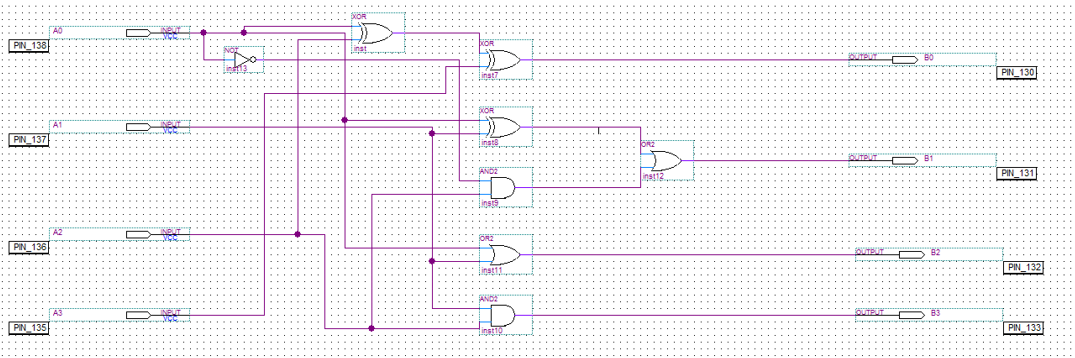 XOR
A0 INPUT VCC
PIN_138
inst
NOT
inst13
XOR
inst7
OUTPUT B0
PIN_130
A1 INPUT VCC
PIN_137
XOR
inst8
OR2
inst12
OUTPUT B1
PIN_131
AND2
inst9
A2 INPUT VCC
PIN_136
OR2
inst11
OUTPUT B2
PIN_132
A3 INPUT VCC
PIN_135
AND2
inst10
OUTPUT B3
PIN_133